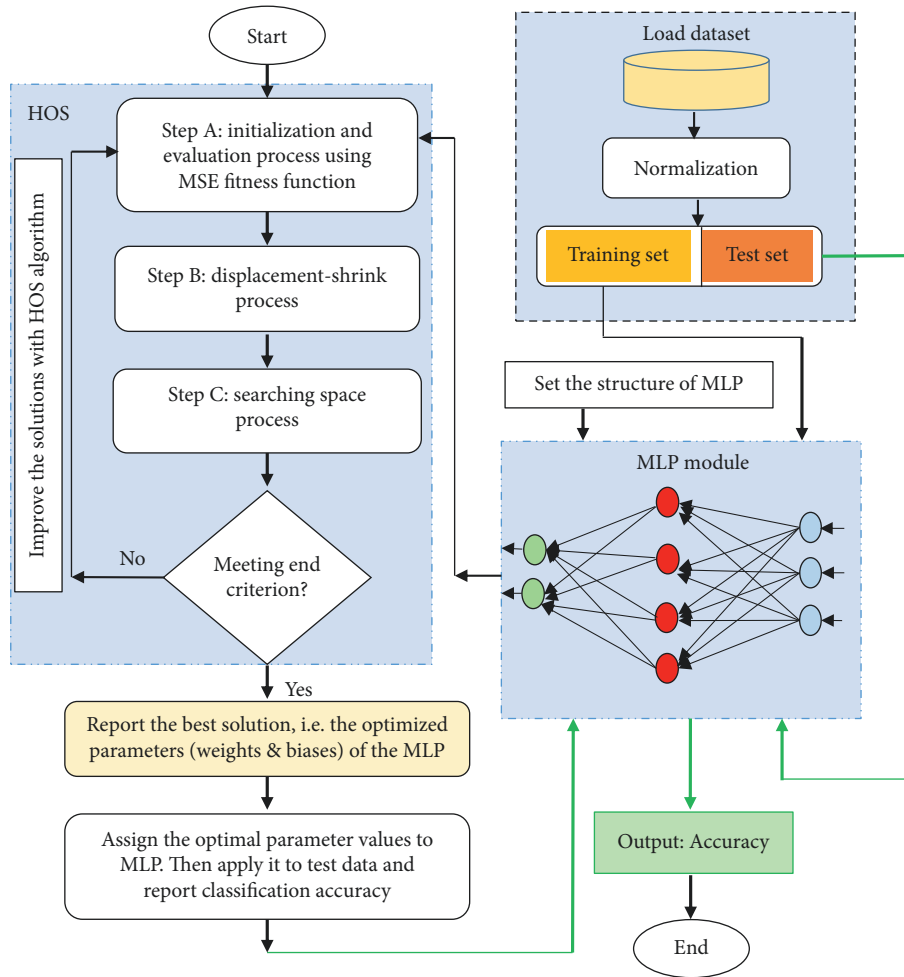 Start
HOS
Step A: initialization and
evaluation process using
MSE fitness function
Improve the solutions with HOS algorithm
Step B: displacement-shrink
process
Step C: searching space
process
Meeting end
criterion?
No
Yes
Report the best solution, i.e. the optimized
parameters (weights & biases) of the MLP
Assign the optimal parameter values to
MLP. Then apply it to test data and
report classification accuracy
Load dataset
Normalization
Training set
Test set
Set the structure of MLP
MLP module
Output: Accuracy
End